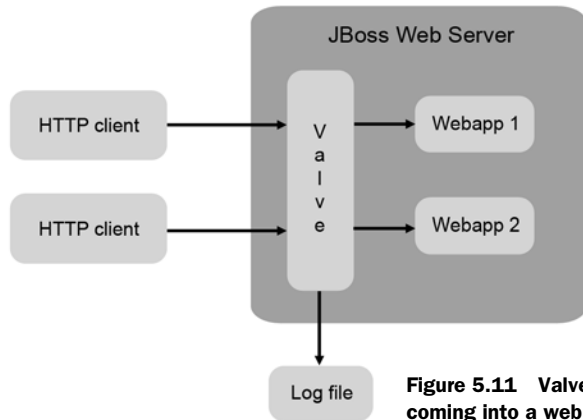 JBoss Web Server
HTTP client
Valve
Webapp 1
HTTP client
Webapp 2
Log file
Figure 5.11 Valve
coming into a web